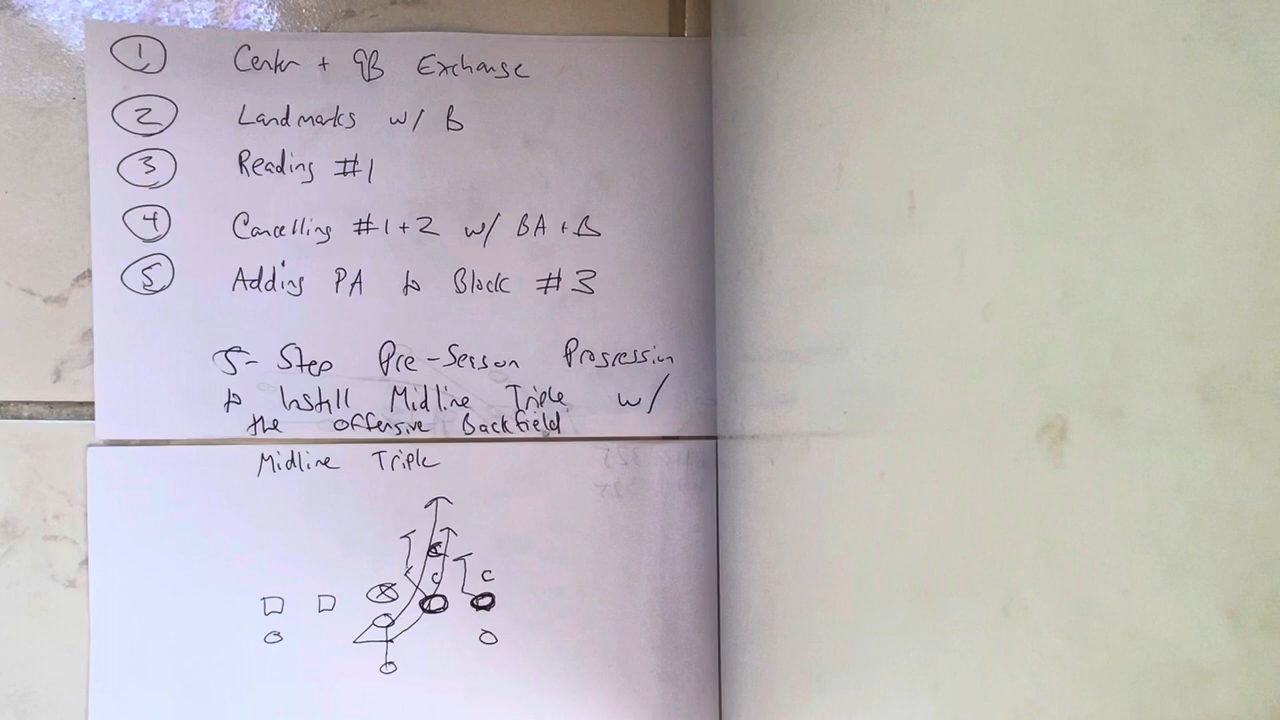 1 Center + QB Exchange
2 Landmarks w/ B
3 Reading #1
4 Cancelling #1+2 w/ BA + B
5 Adding PA to Block #3
5-Step Pre-Season Progression
to Install Midline Triple w/
the offensive Backfield
Midline Triple
C
C
C